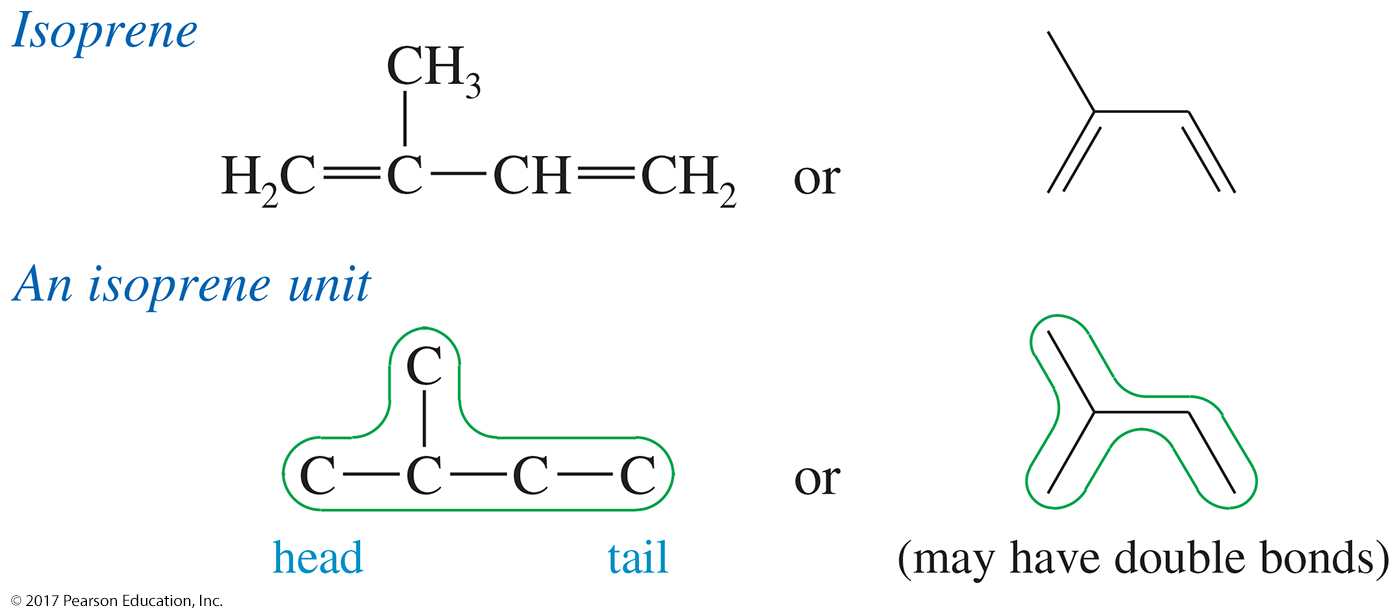 Isoprene
CH₃
H₂C=C—CH=CH₂ or
An isoprene unit
C
C—C—C—C or
head tail (may have double bonds)
© 2017 Pearson Education, Inc.